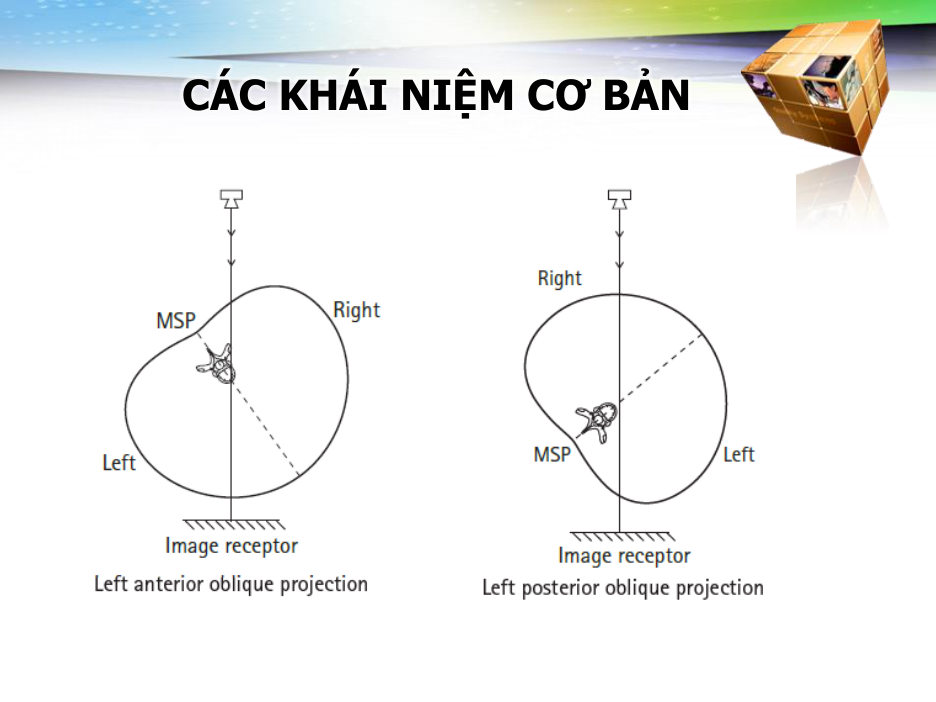 CÁC KHÁI NIỆM CƠ BẢN
MSP
Right
Left
Image receptor
Left anterior oblique projection
Right
MSP
Left
Image receptor
Left posterior oblique projection